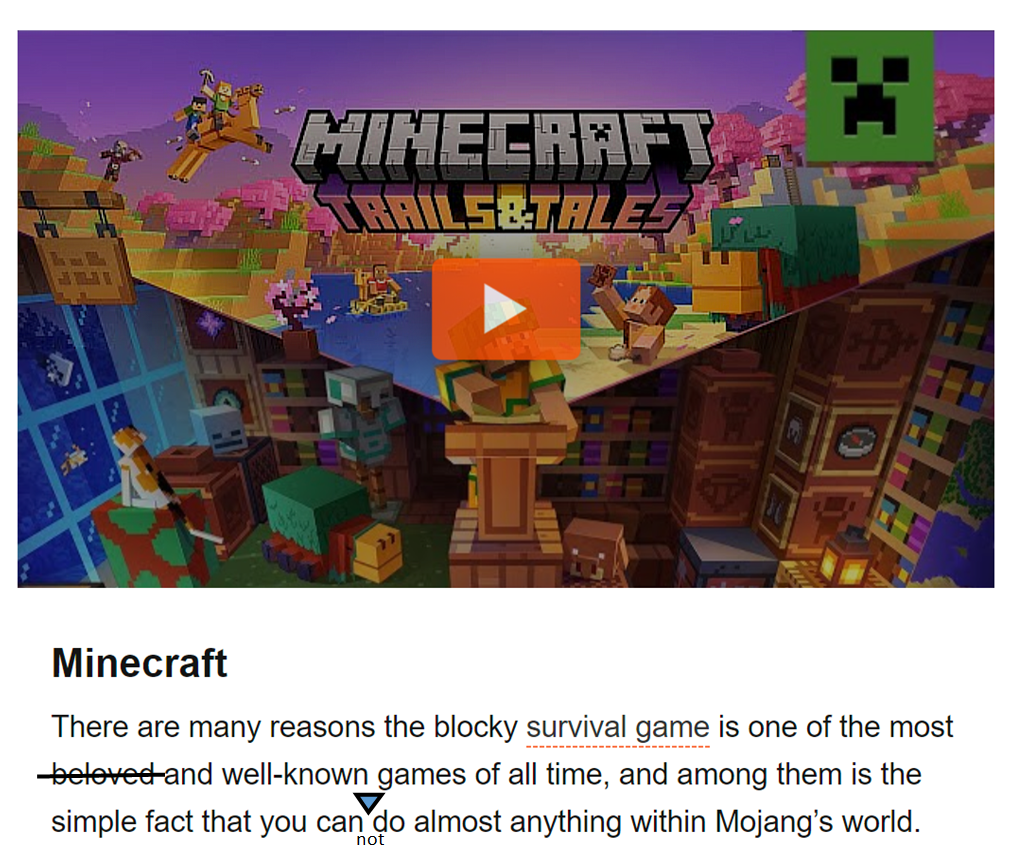 MINECRAFT
TRAILS & TALES
Minecraft
There are many reasons the blocky survival game is one of the most
beloved and well-known games of all time, and among them is the
simple fact that you can do almost anything within Mojang’s world.
not